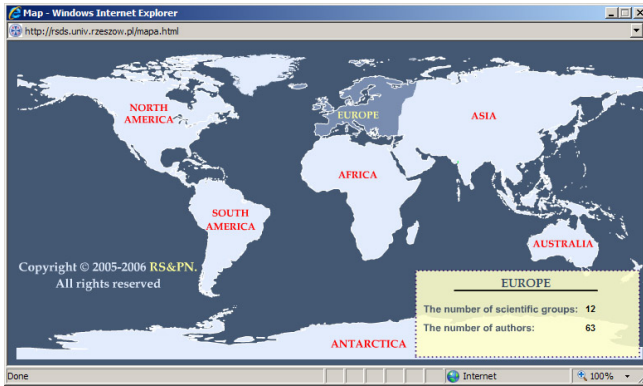 Map - Windows Internet Explorer
http://rsds.univ.rzeszow.pl/mapa.html
NORTH
AMERICA
EUROPE
ASIA
AFRICA
SOUTH
AMERICA
AUSTRALIA
Copyright © 2005-2006 RS&PN.
All rights reserved
ANTARCTICA
EUROPE
The number of scientific groups: 12
The number of authors: 63
Done
Internet
100%